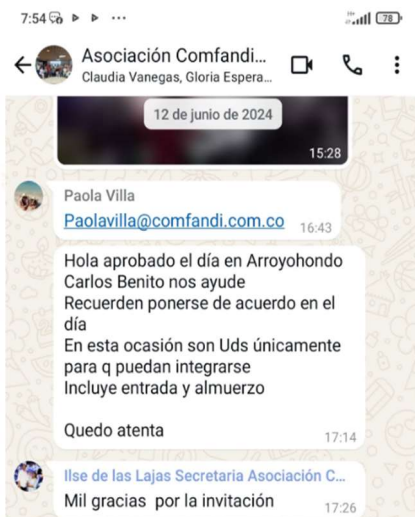 7:54
78
Asociación Comfandi...
Claudia Vanegas, Gloria Espera...
12 de junio de 2024
15:28
Paola Villa
Paolavilla@comfandi.com.co 16:43
Hola aprobado el día en Arroyohondo
Carlos Benito nos ayude
Recuerden ponerse de acuerdo en el
día
En esta ocasión son Uds únicamente
para q puedan integrarse
Incluye entrada y almuerzo
Quedo atenta
17:14
Ilse de las Lajas Secretaria Asociación C...
Mil gracias por la invitación
17:26